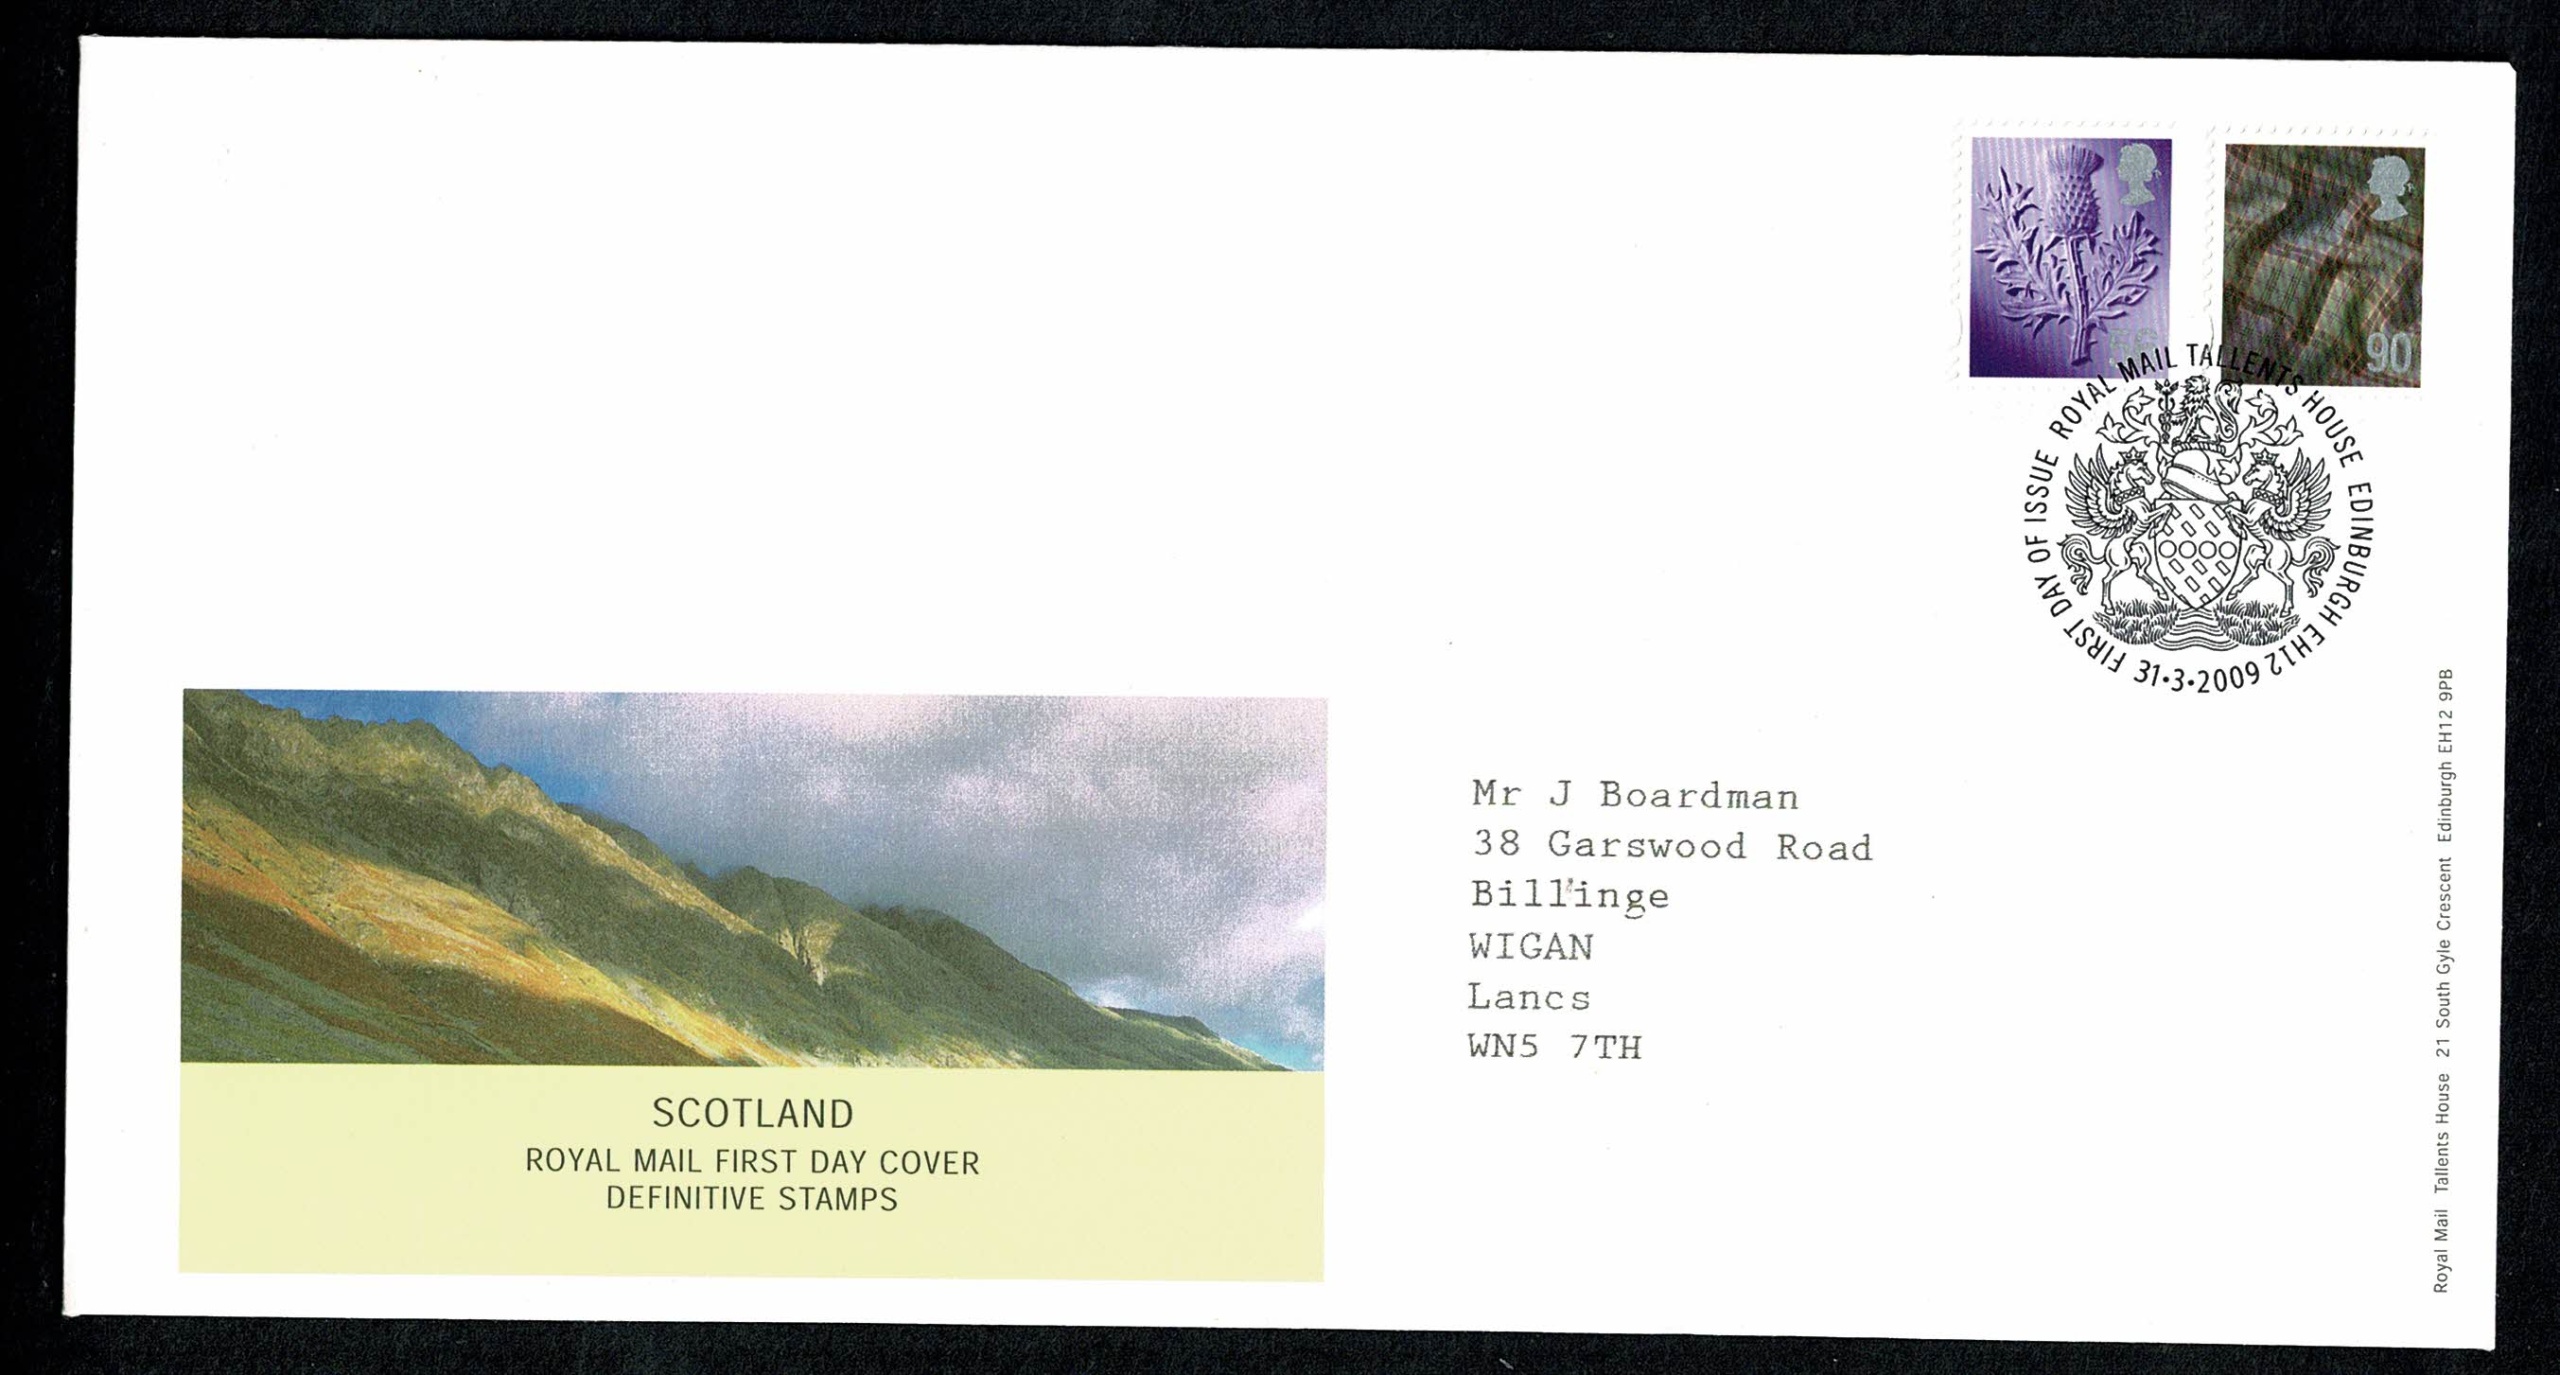 56
90
FIRST DAY OF ISSUE ROYAL MAIL TALLENTS HOUSE EDINBURGH EH12
31·3·2009
Mr J Boardman
38 Garswood Road
Billinge
WIGAN
Lancs
WN5 7TH
SCOTLAND
ROYAL MAIL FIRST DAY COVER
DEFINITIVE STAMPS
Royal Mail Tallents House 21 South Gyle Crescent Edinburgh EH12 9PB